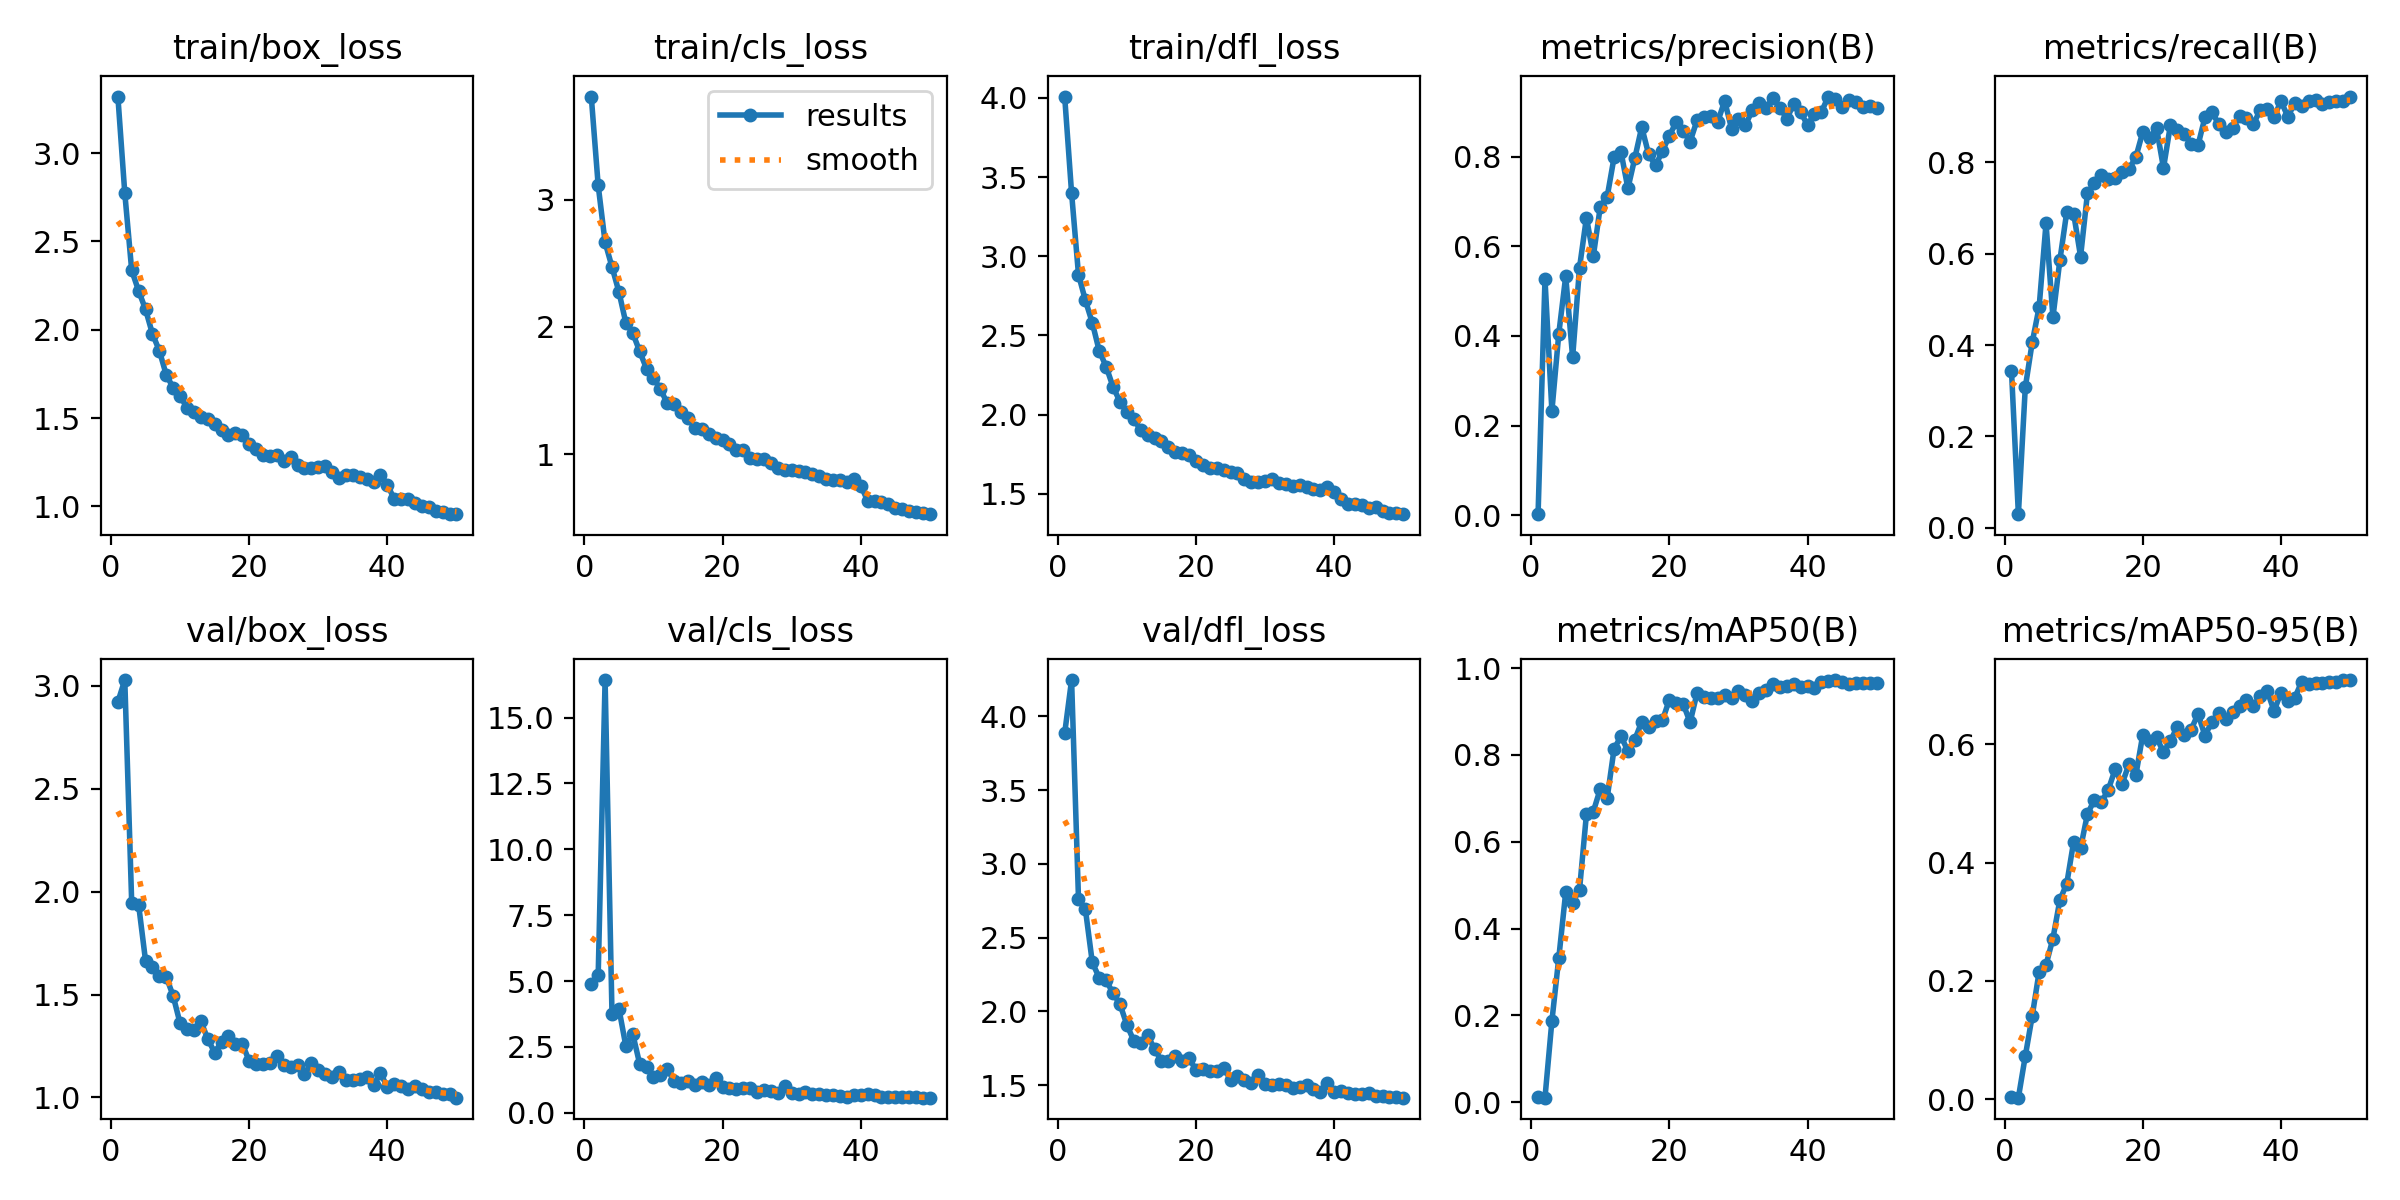 train/box_loss
3.0
2.5
2.0
1.5
1.0
0 20 40
train/cls_loss
results
smooth
3
2
1
0 20 40
train/dfl_loss
4.0
3.5
3.0
2.5
2.0
1.5
0 20 40
metrics/precision(B)
0.8
0.6
0.4
0.2
0.0
0 20 40
metrics/recall(B)
0.8
0.6
0.4
0.2
0.0
0 20 40
val/box_loss
3.0
2.5
2.0
1.5
1.0
0 20 40
val/cls_loss
15.0
12.5
10.0
7.5
5.0
2.5
0.0
0 20 40
val/dfl_loss
4.0
3.5
3.0
2.5
2.0
1.5
0 20 40
metrics/mAP50(B)
1.0
0.8
0.6
0.4
0.2
0.0
0 20 40
metrics/mAP50-95(B)
0.6
0.4
0.2
0.0
0 20 40